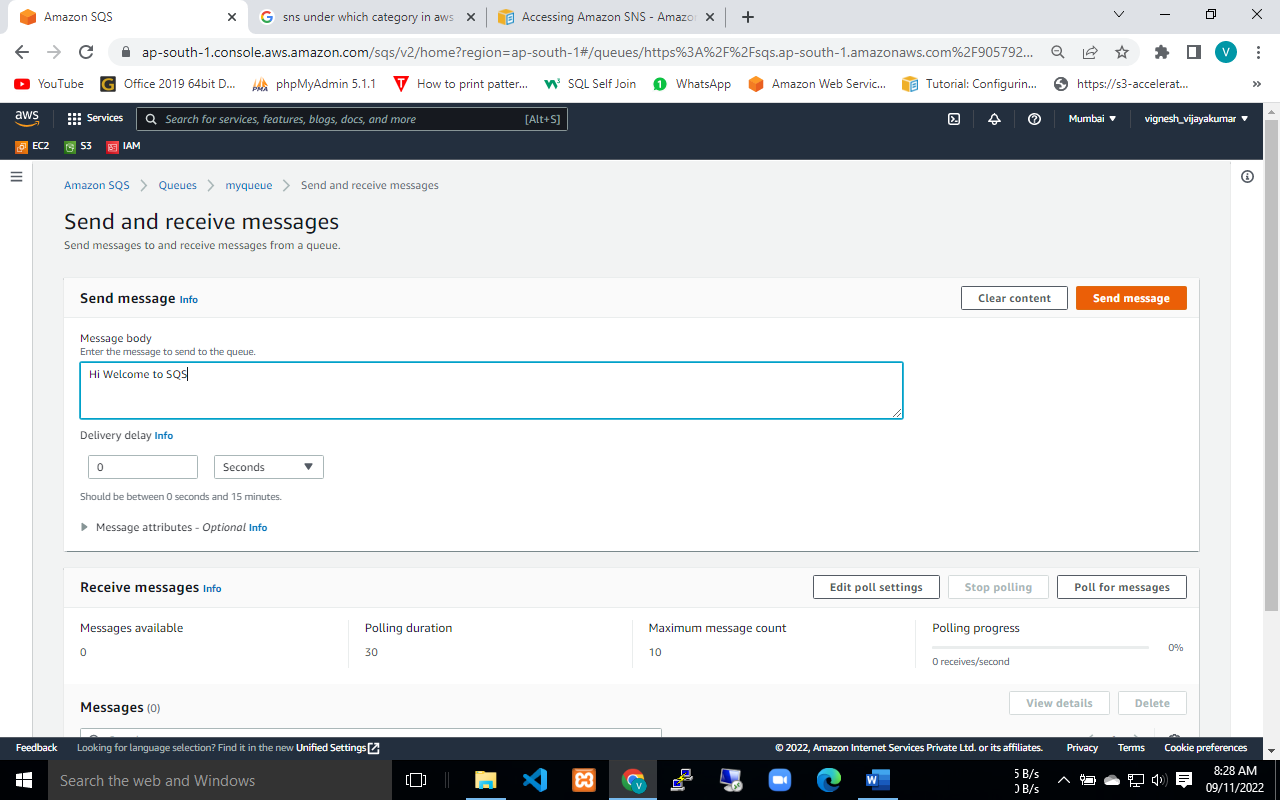 Amazon SQS
sns under which category in aws
Accessing Amazon SNS - Amazo
ap-south-1.console.aws.amazon.com/sqs/v2/home?region=ap-south-1#/queues/https%3A%2F%2Fsqs.ap-south-1.amazonaws.com%2F905792...
V
YouTube
Office 2019 64bit D...
phpMyAdmin 5.1.1
How to print patter...
SQL Self Join
WhatsApp
Amazon Web Servic...
Tutorial: Configurin...
https://s3-accelerat...
aws
Services
Search for services, features, blogs, docs, and more
[Alt+S]
Mumbai
vignesh_vijayakumar
EC2
S3
IAM
Amazon SQS
Queues
myqueue
Send and receive messages
Send and receive messages
Send messages to and receive messages from a queue.
Send message Info
Clear content
Send message
Message body
Enter the message to send to the queue.
Hi Welcome to SQS
Delivery delay Info
0
Seconds
Should be between 0 seconds and 15 minutes.
Message attributes - Optional Info
Receive messages Info
Edit poll settings
Stop polling
Poll for messages
Messages available
0
Polling duration
30
Maximum message count
10
Polling progress
0%
0 receives/second
Messages (0)
View details
Delete
Feedback
Looking for language selection? Find it in the new Unified Settings
© 2022, Amazon Internet Services Private Ltd. or its affiliates.
Privacy
Terms
Cookie preferences
Search the web and Windows
5 B/s
0 B/s
8:28 AM
09/11/2022